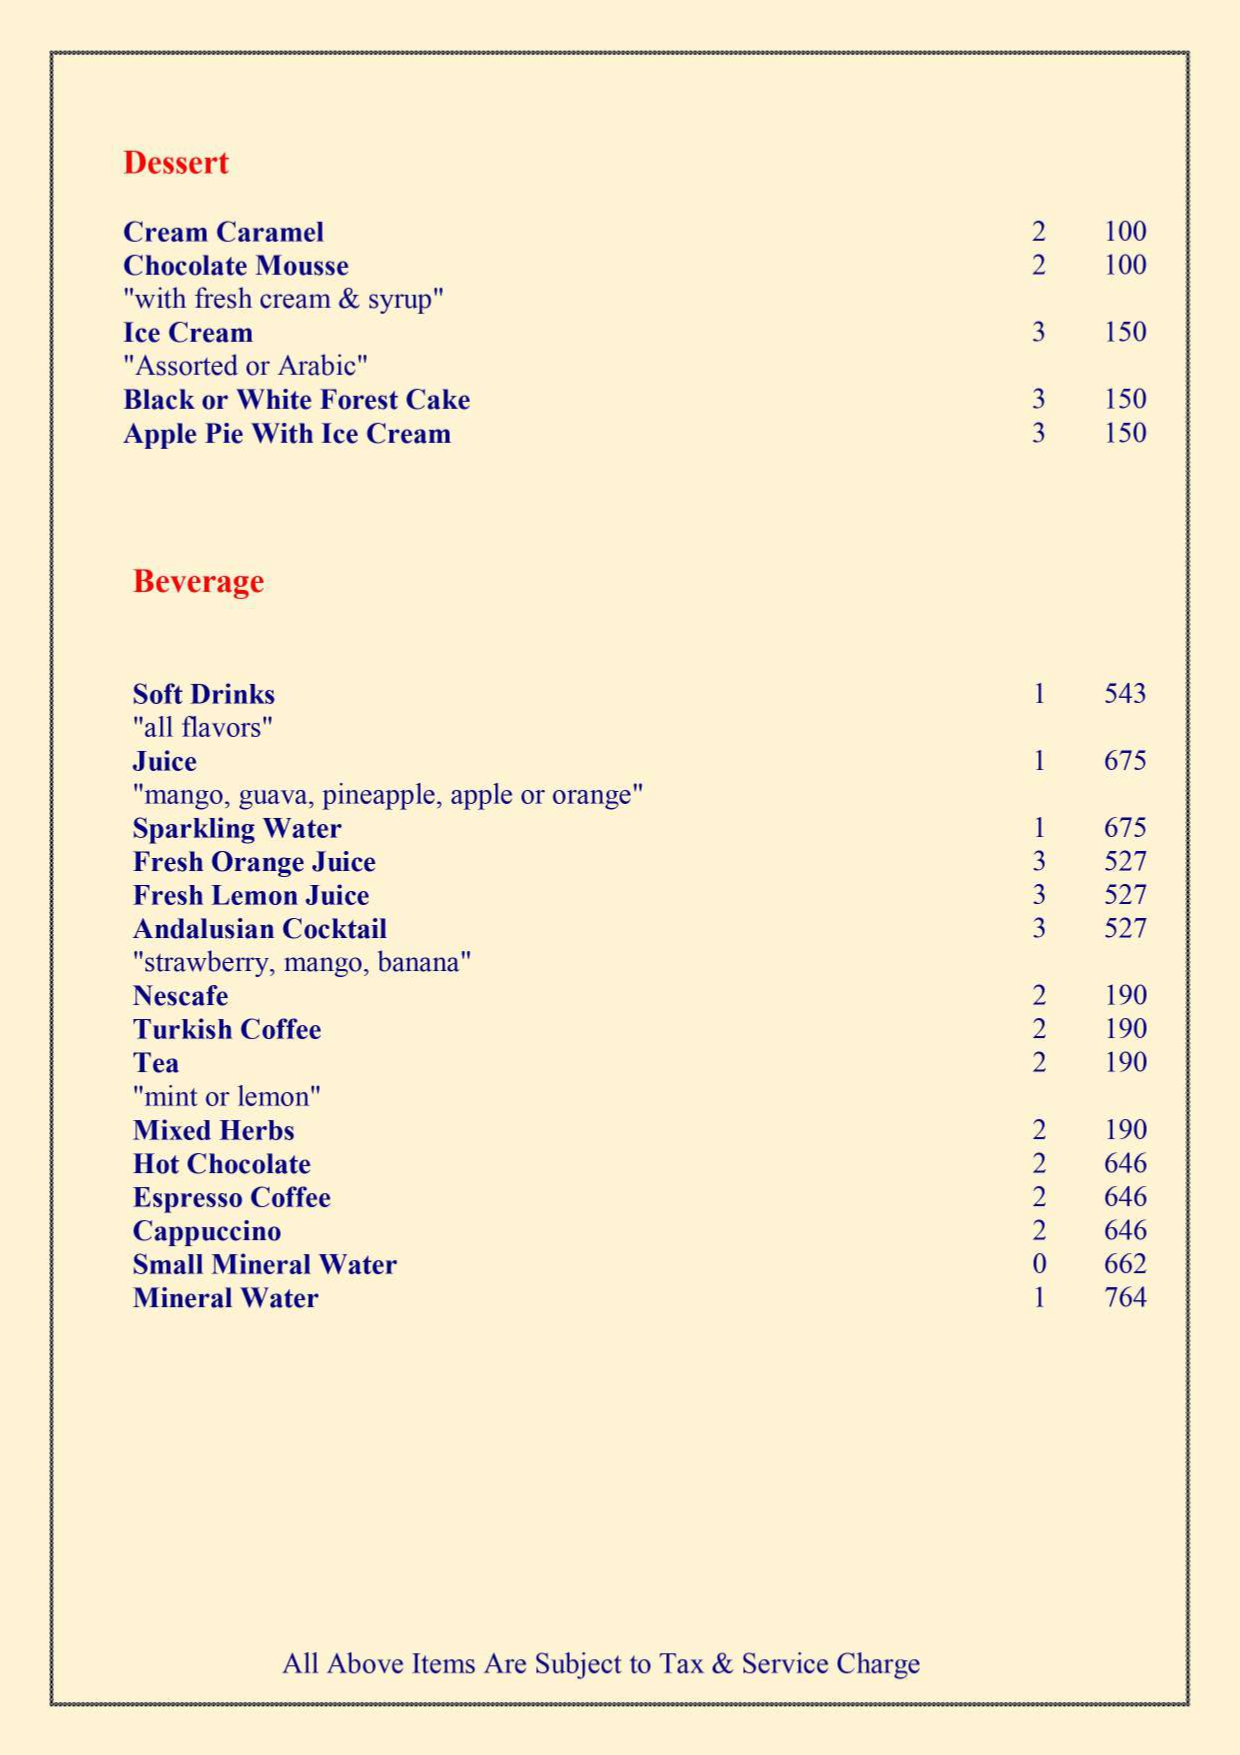 Dessert
Cream Caramel 2 100
Chocolate Mousse 2 100
"with fresh cream & syrup"
Ice Cream 3 150
"Assorted or Arabic"
Black or White Forest Cake 3 150
Apple Pie With Ice Cream 3 150
Beverage
Soft Drinks 1 543
"all flavors"
Juice 1 675
"mango, guava, pineapple, apple or orange"
Sparkling Water 1 675
Fresh Orange Juice 3 527
Fresh Lemon Juice 3 527
Andalusian Cocktail 3 527
"strawberry, mango, banana"
Nescafe 2 190
Turkish Coffee 2 190
Tea 2 190
"mint or lemon"
Mixed Herbs 2 190
Hot Chocolate 2 646
Espresso Coffee 2 646
Cappuccino 2 646
Small Mineral Water 0 662
Mineral Water 1 764
All Above Items Are Subject to Tax & Service Charge